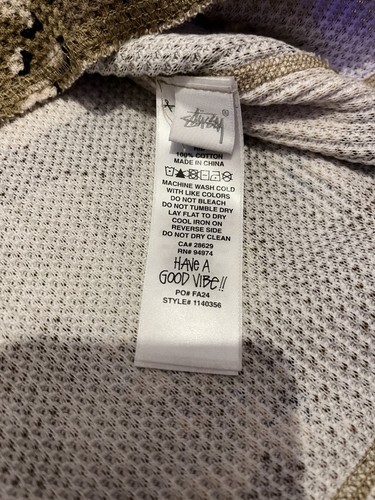 Stüssy®
100% COTTON
MADE IN CHINA
MACHINE WASH COLD
WITH LIKE COLORS
DO NOT BLEACH
DO NOT TUMBLE DRY
LAY FLAT TO DRY
COOL IRON ON
REVERSE SIDE
DO NOT DRY CLEAN
CA# 28629
RN# 94974
HAVE A
GOOD VIBE!!
PO# FA24
STYLE# 1140356